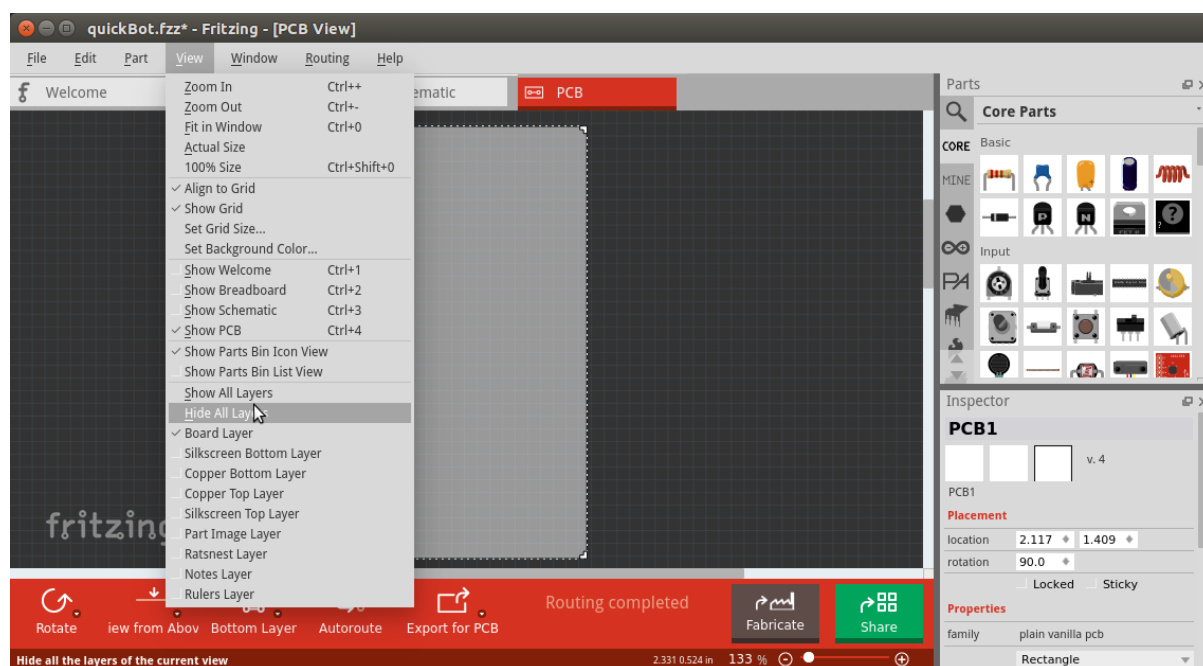 quickBot.fzz* - Fritzing - [PCB View]
File Edit Part View Window Routing Help
Welcome ematic PCB
Zoom In Ctrl++
Zoom Out Ctrl+-
Fit in Window Ctrl+0
Actual Size
100% Size Ctrl+Shift+0
Align to Grid
Show Grid
Set Grid Size...
Set Background Color...
Show Welcome Ctrl+1
Show Breadboard Ctrl+2
Show Schematic Ctrl+3
Show PCB Ctrl+4
Show Parts Bin Icon View
Show Parts Bin List View
Show All Layers
Hide All Layers
Board Layer
Silkscreen Bottom Layer
Copper Bottom Layer
Copper Top Layer
Silkscreen Top Layer
Part Image Layer
Ratsnest Layer
Notes Layer
Rulers Layer
fritzing
Parts
Core Parts
CORE Basic
MINE
P N ?
Input
PA
Inspector
PCB1
v. 4
PCB1
Placement
location 2.117 1.409
rotation 90.0
Locked Sticky
Properties
family plain vanilla pcb
Rectangle
Rotate iew from Abov Bottom Layer Autoroute Export for PCB
Routing completed
Fabricate Share
Hide all the layers of the current view 2.331 0.524 in 133 %